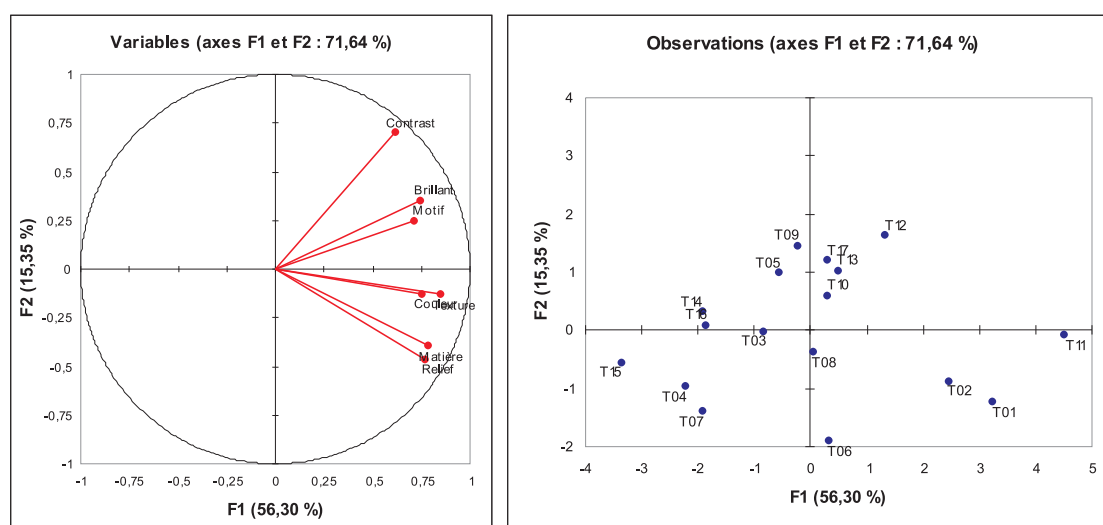 Variables (axes F1 et F2 : 71,64 %)
1
0,75
0,5
0,25
0
-0,25
-0,5
-0,75
-1
F2 (15,35 %)
Contrast
Brillant
Motif
Couleur
Texture
Matière
Relief
-1
-0,75
-0,5
-0,25
0
0,25
0,5
0,75
1
F1 (56,30 %)
Observations (axes F1 et F2 : 71,64 %)
4
3
2
1
0
-1
-2
F2 (15,35 %)
T12
T09
T17
T13
T05
T10
T14
T03
T08
T11
T15
T04
T02
T07
T01
T06
-4
-3
-2
-1
0
1
2
3
4
5
F1 (56,30 %)